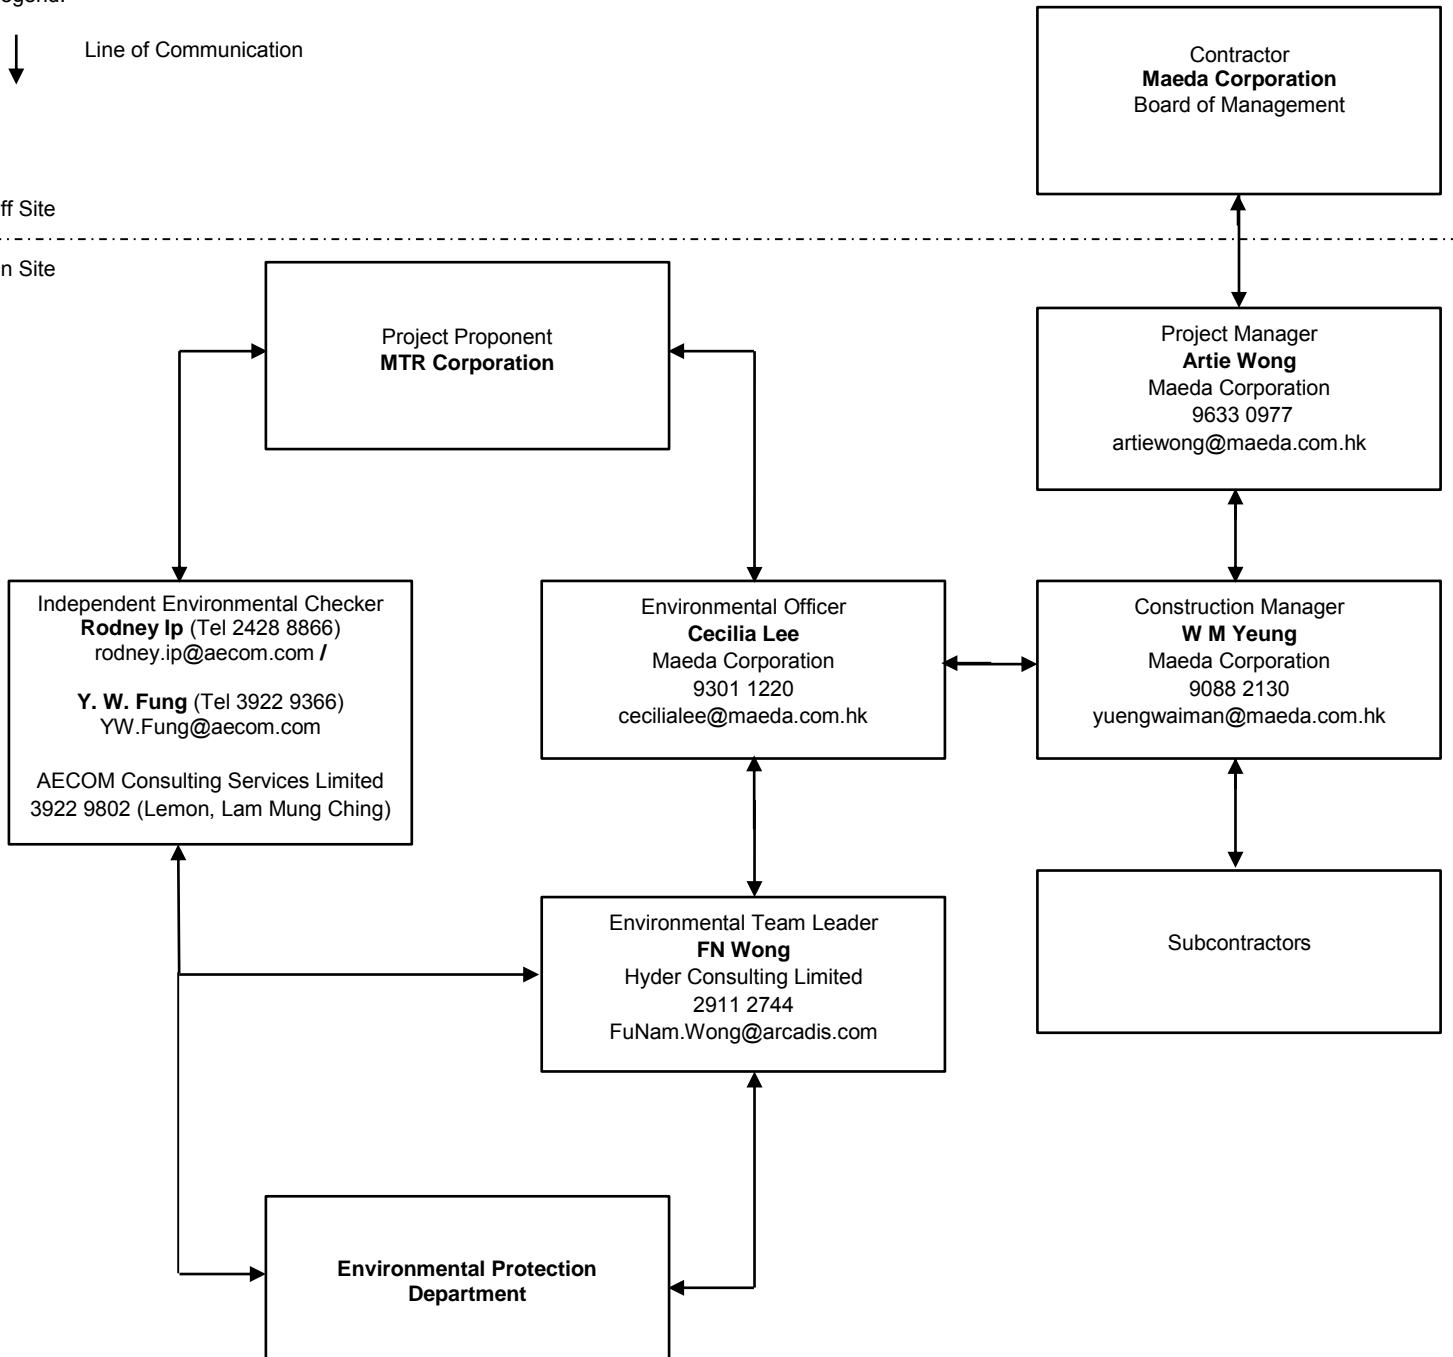 egend:
Line of Communication
Contractor
Maeda Corporation
Board of Management
ff Site
n Site
Project Proponent
MTR Corporation
Project Manager
Artie Wong
Maeda Corporation
9633 0977
artiewong@maeda.com.hk
Independent Environmental Checker
Rodney Ip (Tel 2428 8866)
rodney.ip@aecom.com /
Y. W. Fung (Tel 3922 9366)
YW.Fung@aecom.com
AECOM Consulting Services Limited
3922 9802 (Lemon, Lam Mung Ching)
Environmental Officer
Cecilia Lee
Maeda Corporation
9301 1220
cecilialee@maeda.com.hk
Construction Manager
W M Yeung
Maeda Corporation
9088 2130
yuengwaiman@maeda.com.hk
Environmental Team Leader
FN Wong
Hyder Consulting Limited
2911 2744
FuNam.Wong@arcadis.com
Subcontractors
Environmental Protection
Department